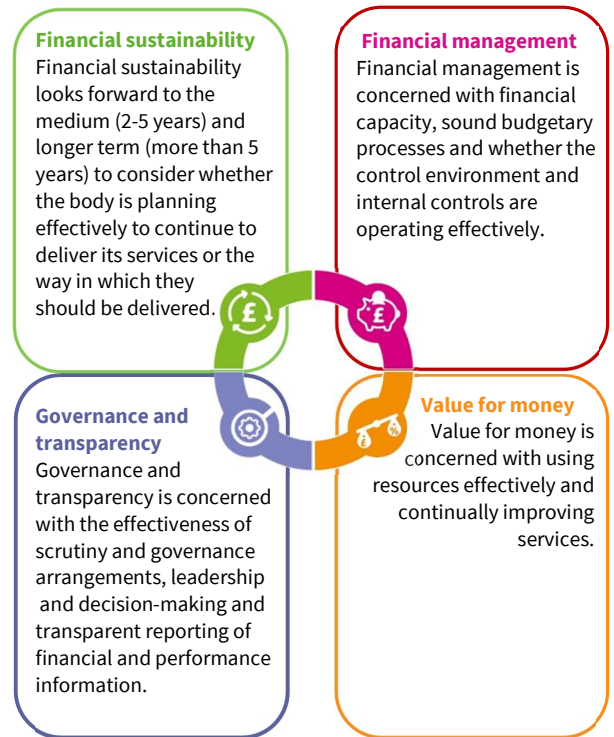 Financial sustainability
Financial sustainability
looks forward to the
medium (2-5 years) and
longer term (more than 5
years) to consider whether
the body is planning
effectively to continue to
deliver its services or the
way in which they
should be delivered.
£
Financial management
Financial management is
concerned with financial
capacity, sound budgetary
processes and whether the
control environment and
internal controls are
operating effectively.
£
Governance and
transparency
Governance and
transparency is concerned
with the effectiveness of
scrutiny and governance
arrangements, leadership
and decision-making and
transparent reporting of
financial and performance
information.
Value for money
Value for money is
concerned with using
resources effectively and
continually improving
services.
£ %